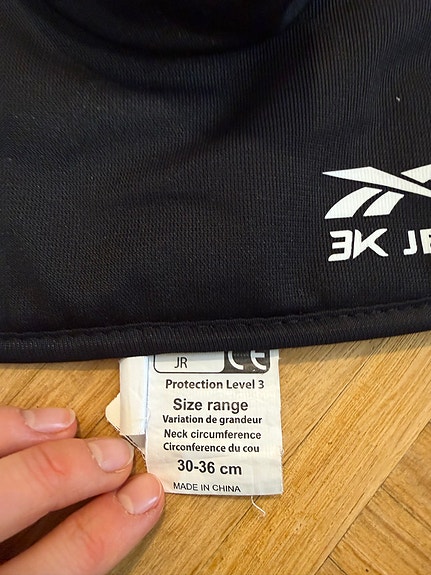 3K JR
JR
CE
Protection Level 3
Size range
Variation de grandeur
Neck circumference
Circonference du cou
30-36 cm
MADE IN CHINA